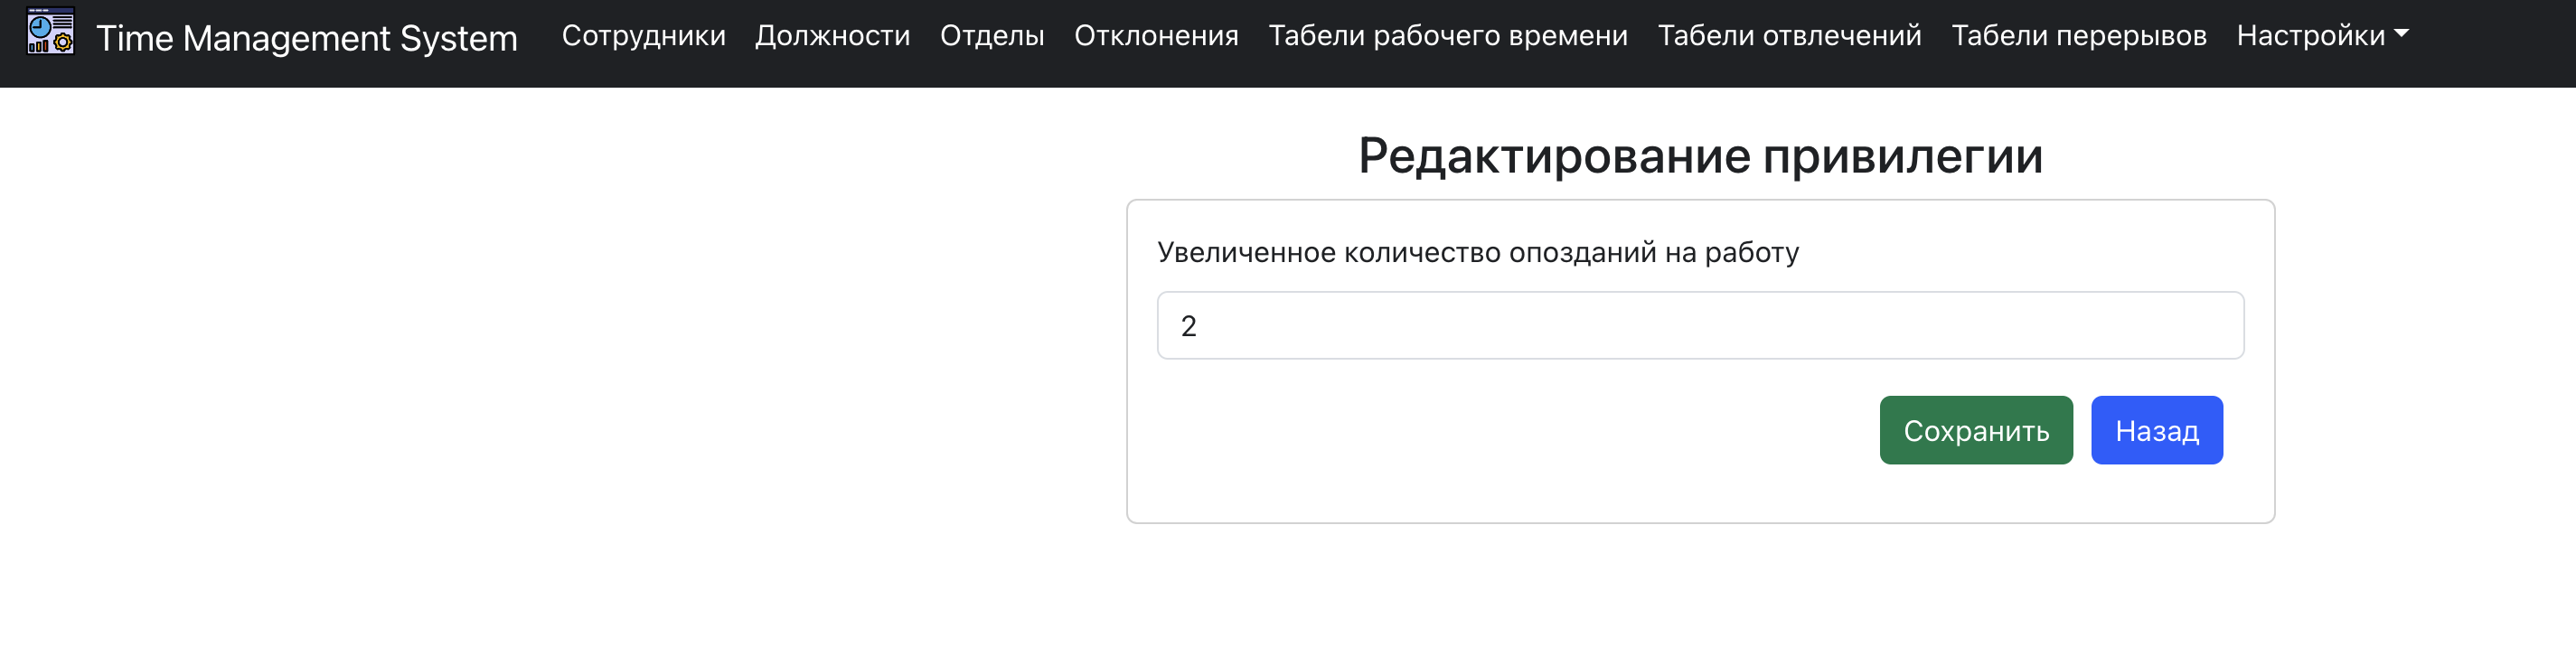 Time Management System Сотрудники Должности Отделы Отклонения Табели рабочего времени Табели отвлечений Табели перерывов Настройки
Редактирование привилегии
Увеличенное количество опозданий на работу
2
Сохранить Назад